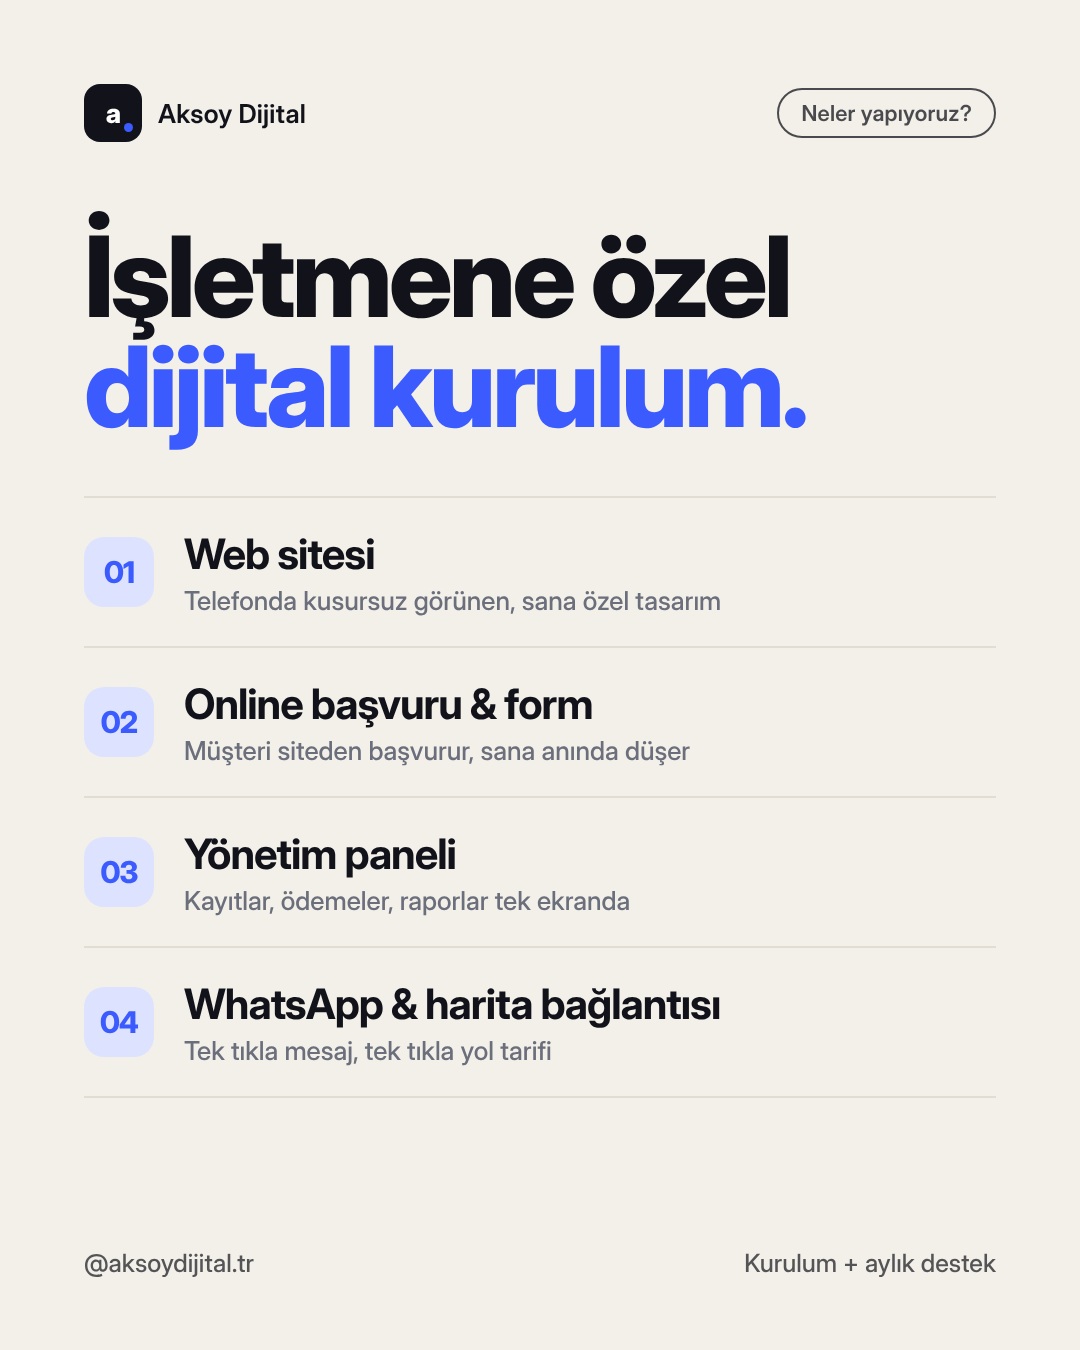 a.
Aksoy Dijital
Neler yapıyoruz?
İşletmene özel
dijital kurulum.
01
Web sitesi
Telefonda kusursuz görünen, sana özel tasarım
02
Online başvuru & form
Müşteri siteden başvurur, sana anında düşer
03
Yönetim paneli
Kayıtlar, ödemeler, raporlar tek ekranda
04
WhatsApp & harita bağlantısı
Tek tıkla mesaj, tek tıkla yol tarifi
@aksoydijital.tr
Kurulum + aylık destek